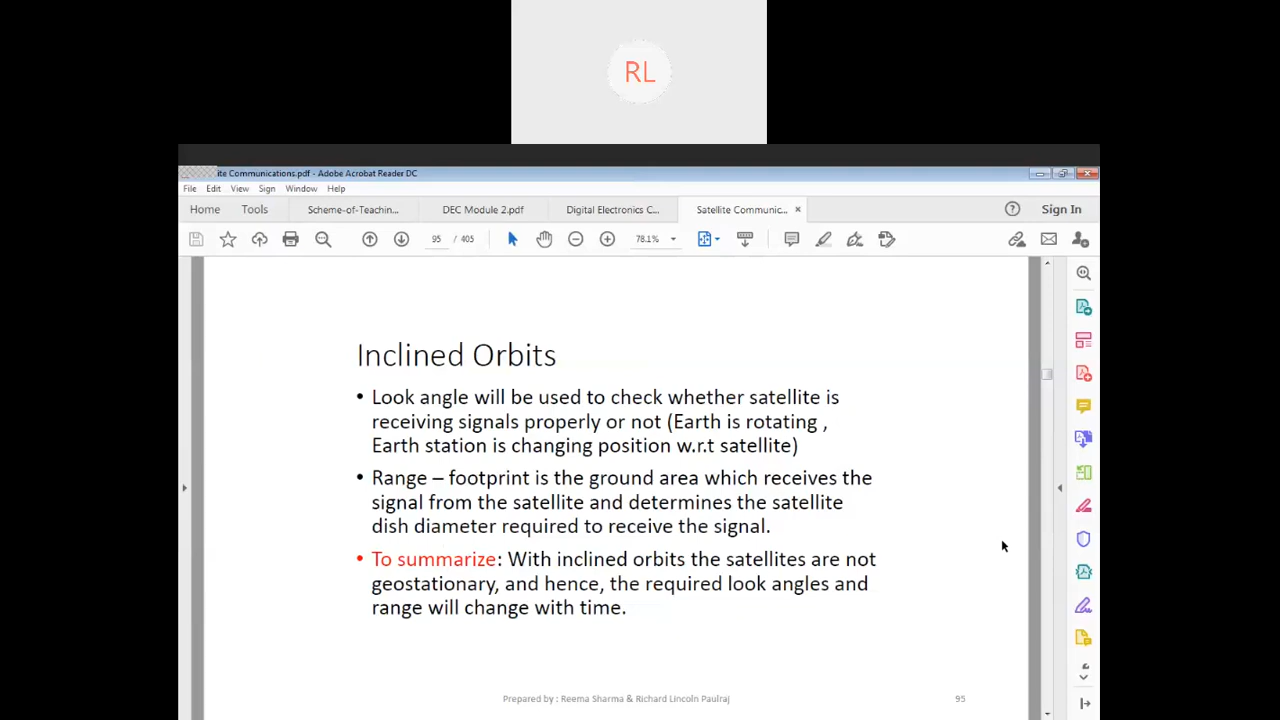 RL
ite Communications.pdf - Adobe Acrobat Reader DC
File Edit View Sign Window Help
Home Tools Scheme-of-Teachin... DEC Module 2.pdf Digital Electronics C... Satellite Communic... × Sign In
95 / 405 78.1%
Inclined Orbits
• Look angle will be used to check whether satellite is
receiving signals properly or not (Earth is rotating ,
Earth station is changing position w.r.t satellite)
• Range – footprint is the ground area which receives the
signal from the satellite and determines the satellite
dish diameter required to receive the signal.
• To summarize: With inclined orbits the satellites are not
geostationary, and hence, the required look angles and
range will change with time.
Prepared by : Reema Sharma & Richard Lincoln Paulraj 95